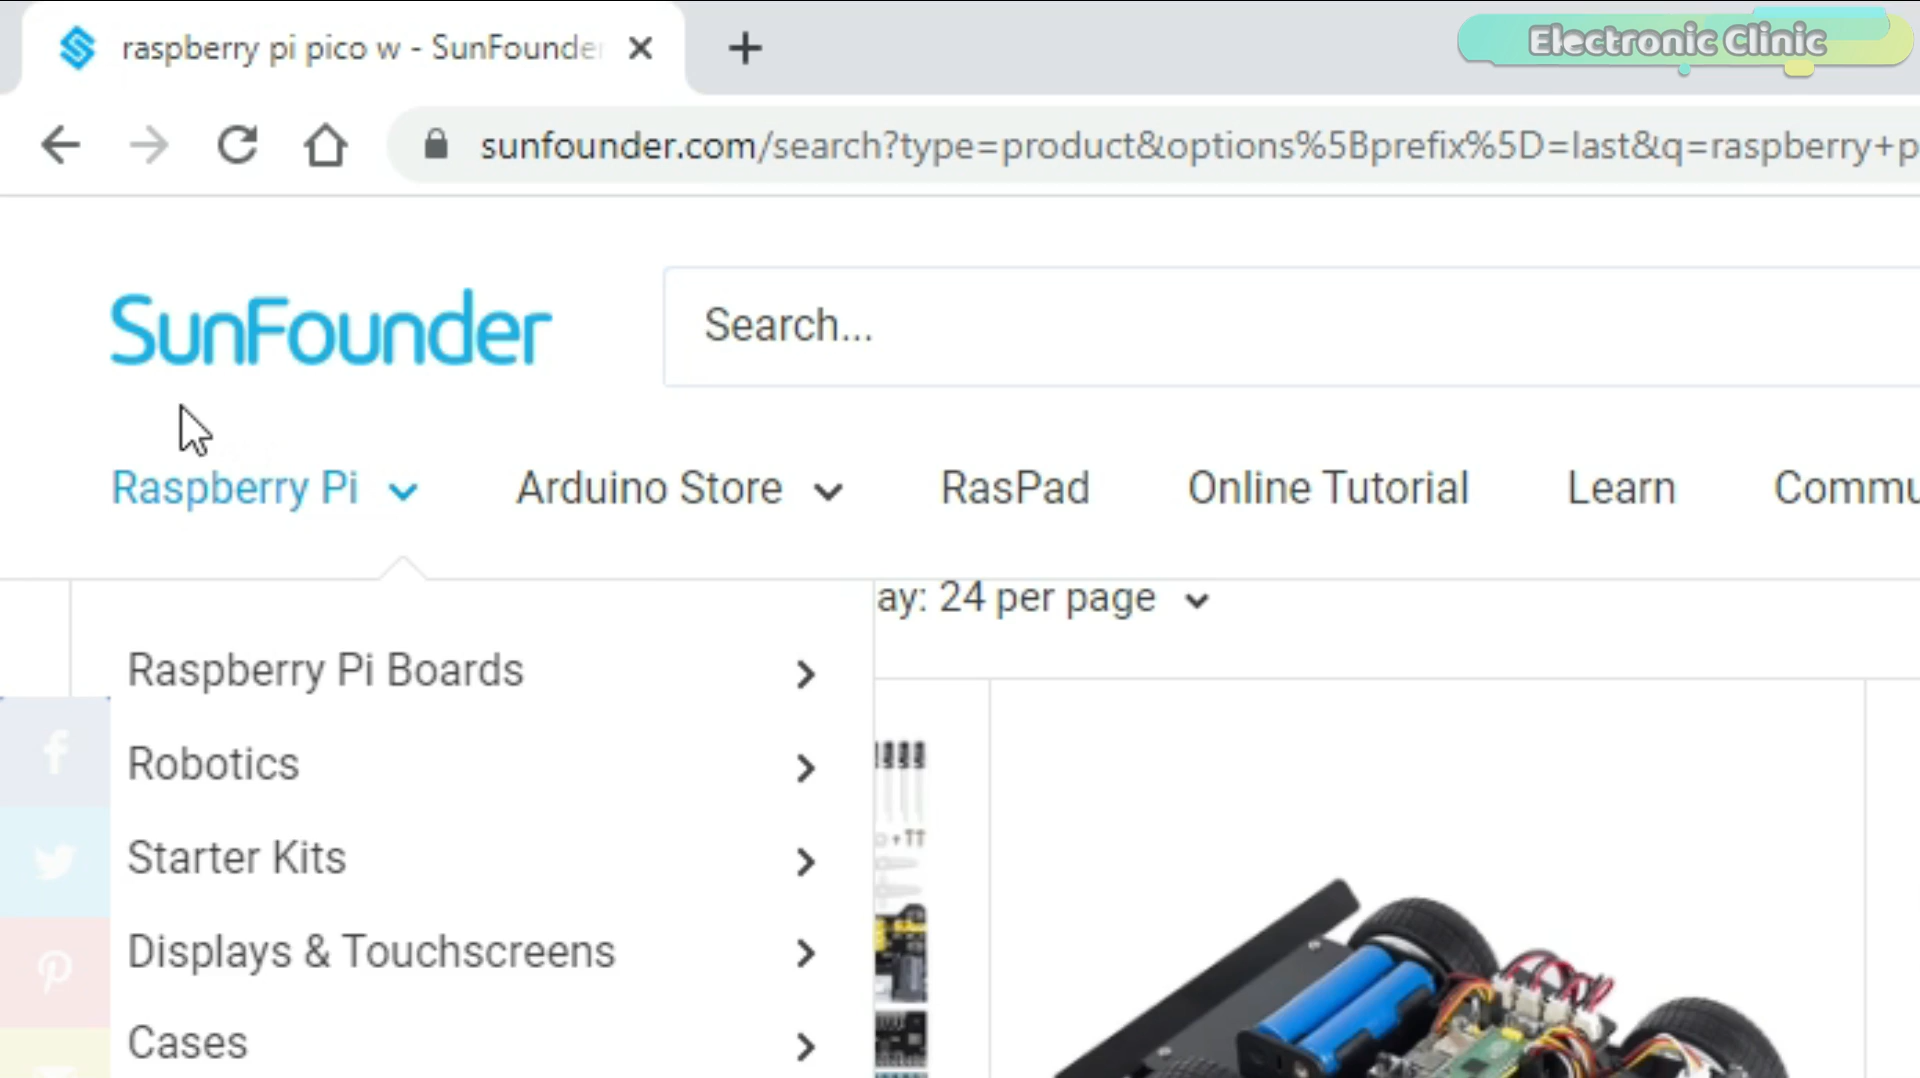 raspberry pi pico w - SunFounder
Electronic Clinic
sunfounder.com/search?type=product&options%5Bprefix%5D=last&q=raspberry+p
SunFounder
Search...
Raspberry Pi
Arduino Store
RasPad
Online Tutorial
Learn
Commu
ay: 24 per page
Raspberry Pi Boards
Robotics
Starter Kits
Displays & Touchscreens
Cases
+TT